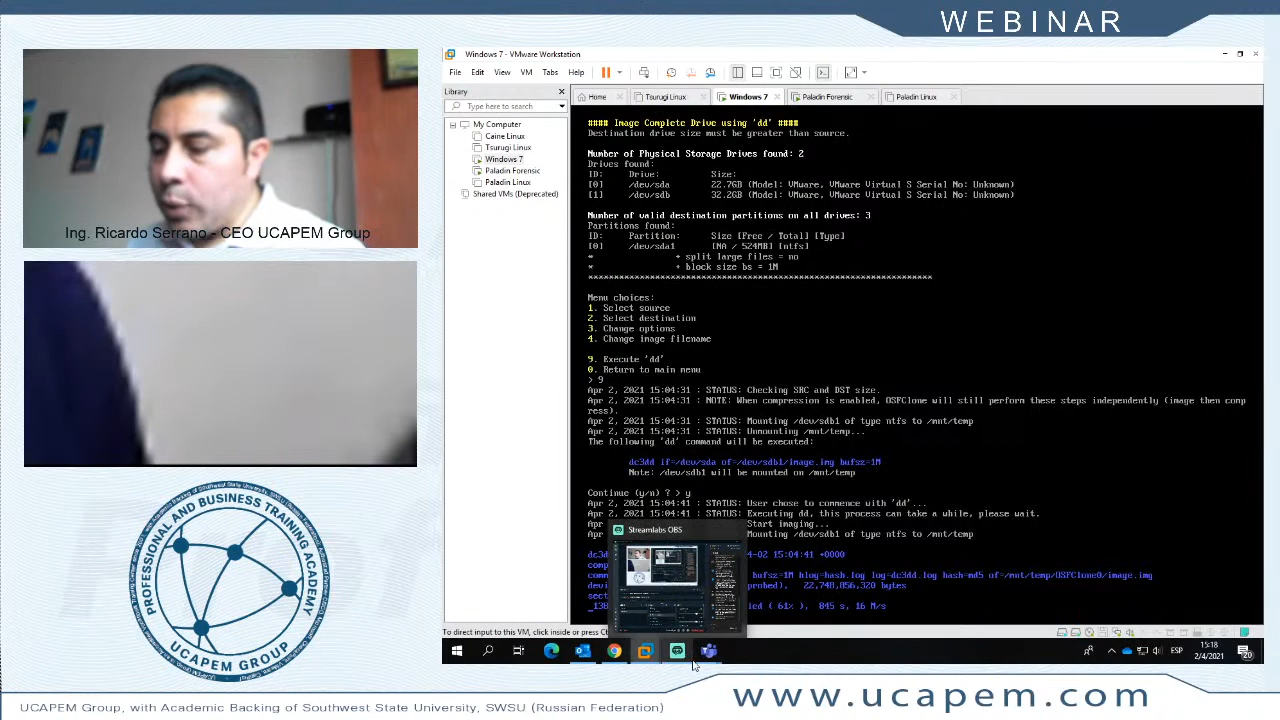 WEBINAR
Ing. Ricardo Serrano - CEO UCAPEM Group
PROFESSIONAL AND BUSINESS TRAINING ACADEMY
UCAPEM GROUP
Windows 7 - VMware Workstation
File Edit View VM Tabs Help
Library
Type here to search
My Computer
Caine Linux
Tsurugi Linux
Windows 7
Paladin Forensic
Paladin Linux
Shared VMs (Deprecated)
Home
Tsurugi Linux
Windows 7
Paladin Forensic
Paladin Linux
#### Image Complete Drive using 'dd' ####
Destination drive size must be greater than source.
Number of Physical Storage Drives found: 2
Drives found:
ID: Drive: Size:
[0] /dev/sda 22.7GB (Model: VMware, VMware Virtual S Serial No: Unknown)
[1] /dev/sdb 32.2GB (Model: VMware, VMware Virtual S Serial No: Unknown)
Number of valid destination partitions on all drives: 3
Partitions found:
ID: Partition: Size [Free / Total] [Type]
[0] /dev/sda1 [NA / 524MB] [ntfs]
* + split large files = no
* + block size bs = 1M
Menu choices:
1. Select source
2. Select destination
3. Change options
4. Change image filename
9. Execute 'dd'
0. Return to main menu
> 9
Apr 2, 2021 15:04:31 : STATUS: Checking SRC and DST size.
Apr 2, 2021 15:04:31 : NOTE: When compression is enabled, OSFClone will still perform these steps independently (image then comp
ress).
Apr 2, 2021 15:04:31 : STATUS: Mounting /dev/sdb1 of type ntfs to /mnt/temp
Apr 2, 2021 15:04:31 : STATUS: Unmounting /mnt/temp...
The following 'dd' command will be executed:
dc3dd if=/dev/sda of=/dev/sdb1/image.img bufsz=1M
Note: /dev/sdb1 will be mounted on /mnt/temp
Continue (y/n) ? > y
Apr 2, 2021 15:04:41 : STATUS: User chose to commence with 'dd'...
Apr 2, 2021 15:04:41 : STATUS: Executing dd, this process can take a while, please wait.
Apr Start imaging...
Apr Mounting /dev/sdb1 of type ntfs to /mnt/temp
dc3d 4-02 15:04:41 +0000
comp
comm bufsz=1M hlog=hash.log log=dc3dd.log hash=md5 of=/mnt/temp/OSFClone0/image.img
devi probed), 22,748,856,320 bytes
sect
_138 ied ( 61% ), 845 s, 16 M/s
Streamlabs OBS
To direct input to this VM, click inside or press Ct
ESP
15:18
2/4/2021
20
UCAPEM Group, with Academic Backing of Southwest State University, SWSU (Russian Federation)
www.ucapem.com